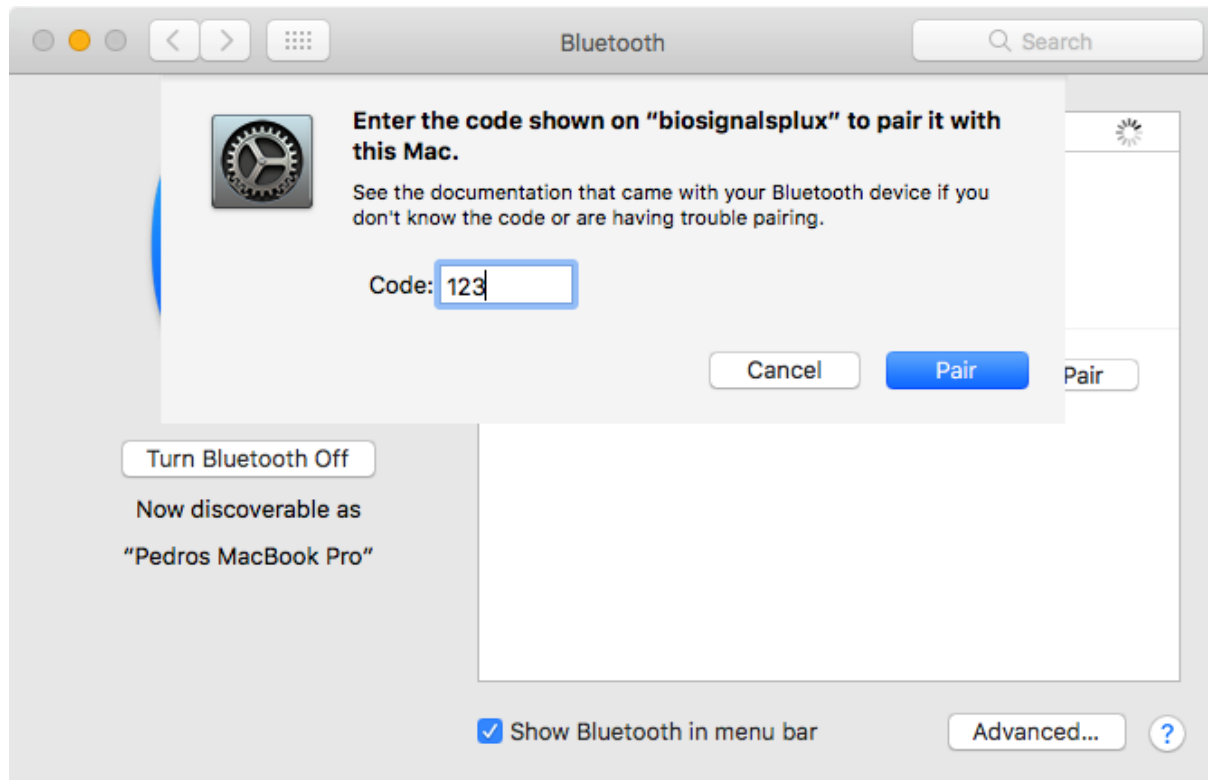 Bluetooth
Search
Enter the code shown on “biosignalsplux” to pair it with
this Mac.
See the documentation that came with your Bluetooth device if you
don't know the code or are having trouble pairing.
Code: 123
Cancel
Pair
Pair
Turn Bluetooth Off
Now discoverable as
“Pedros MacBook Pro”
Show Bluetooth in menu bar
Advanced...
?